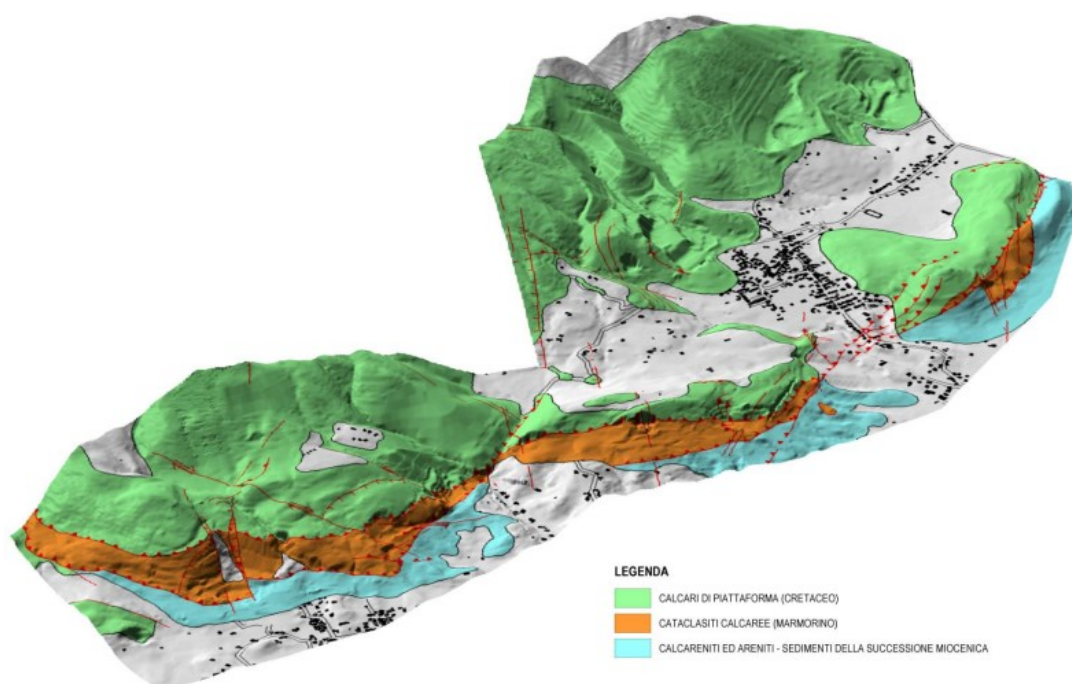 LEGENDA
CALCARI DI PIATTAFORMA (CRETACEO)
CATACLASITI CALCAREE (MARMORINO)
CALCARENITI ED ARENITI - SEDIMENTI DELLA SUCCESSIONE MIOCENICA